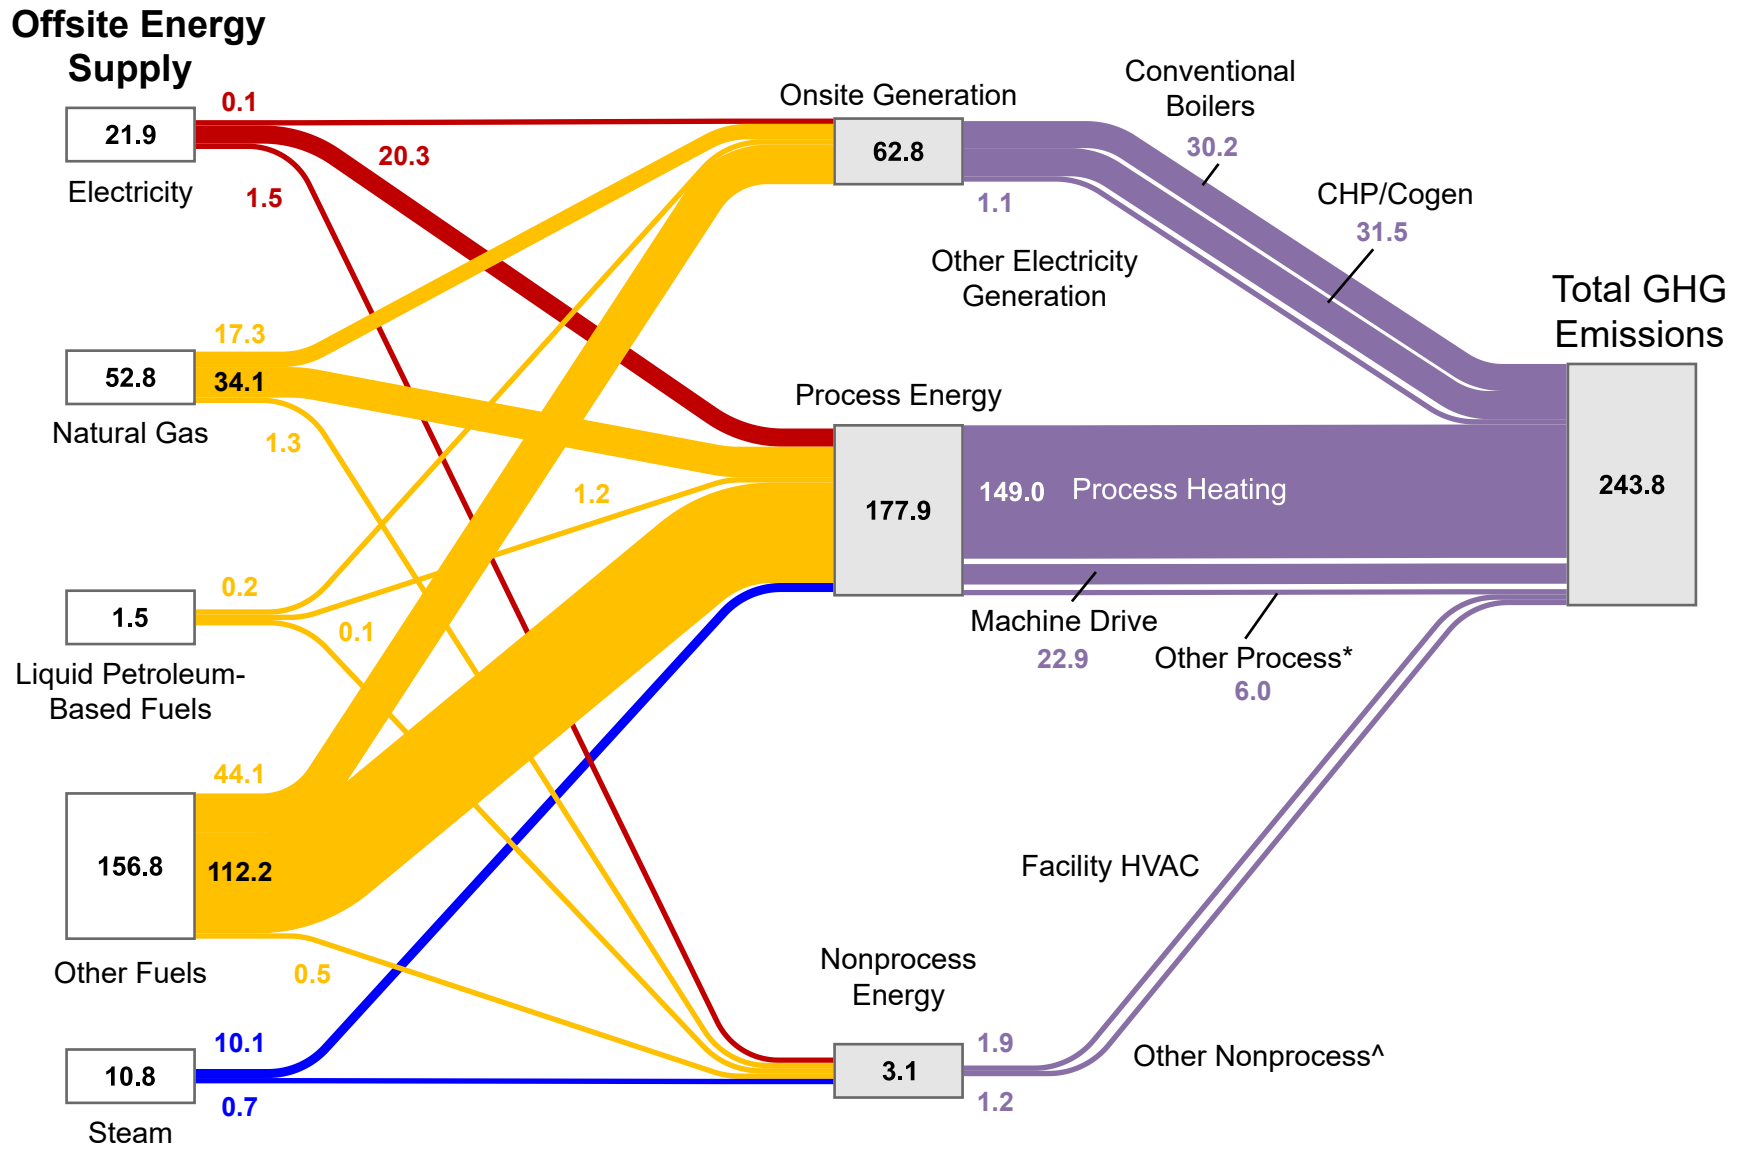 Offsite Energy
Supply
21.9
Electricity
0.1
20.3
1.5
52.8
Natural Gas
17.3
34.1
1.3
1.5
Liquid Petroleum-
Based Fuels
0.2
1.2
0.1
156.8
Other Fuels
44.1
112.2
0.5
10.8
Steam
10.1
0.7
Onsite Generation
62.8
1.1
Other Electricity
Generation
Conventional
Boilers
30.2
CHP/Cogen
31.5
Process Energy
177.9
149.0 Process Heating
Machine Drive
22.9
Other Process*
6.0
Nonprocess
Energy
3.1
Facility HVAC
1.9
Other Nonprocess^
1.2
Total GHG
Emissions
243.8